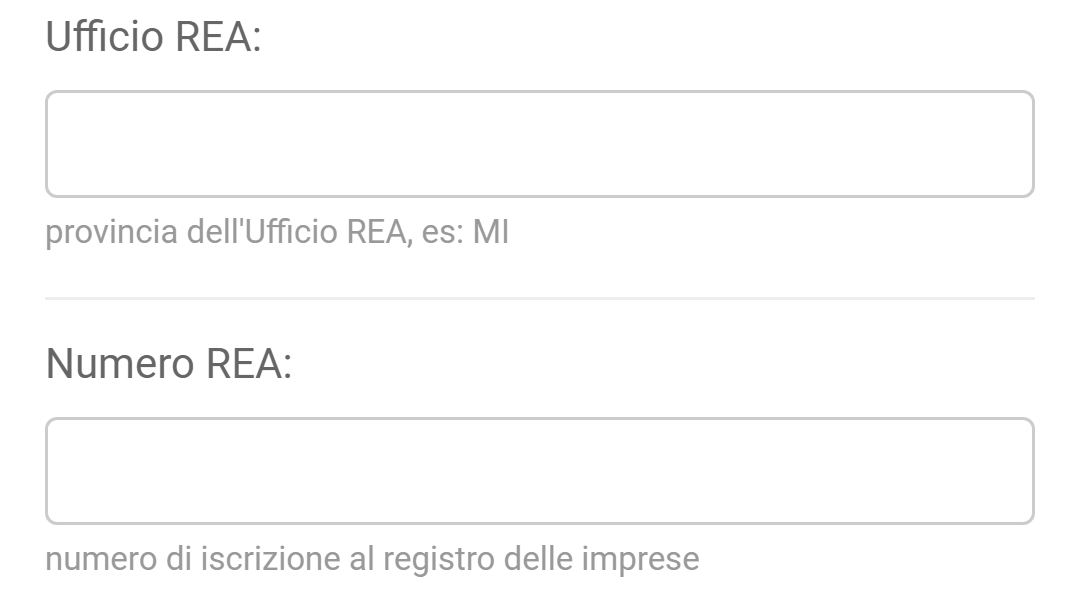 Ufficio REA:
provincia dell'Ufficio REA, es: MI
Numero REA:
numero di iscrizione al registro delle imprese